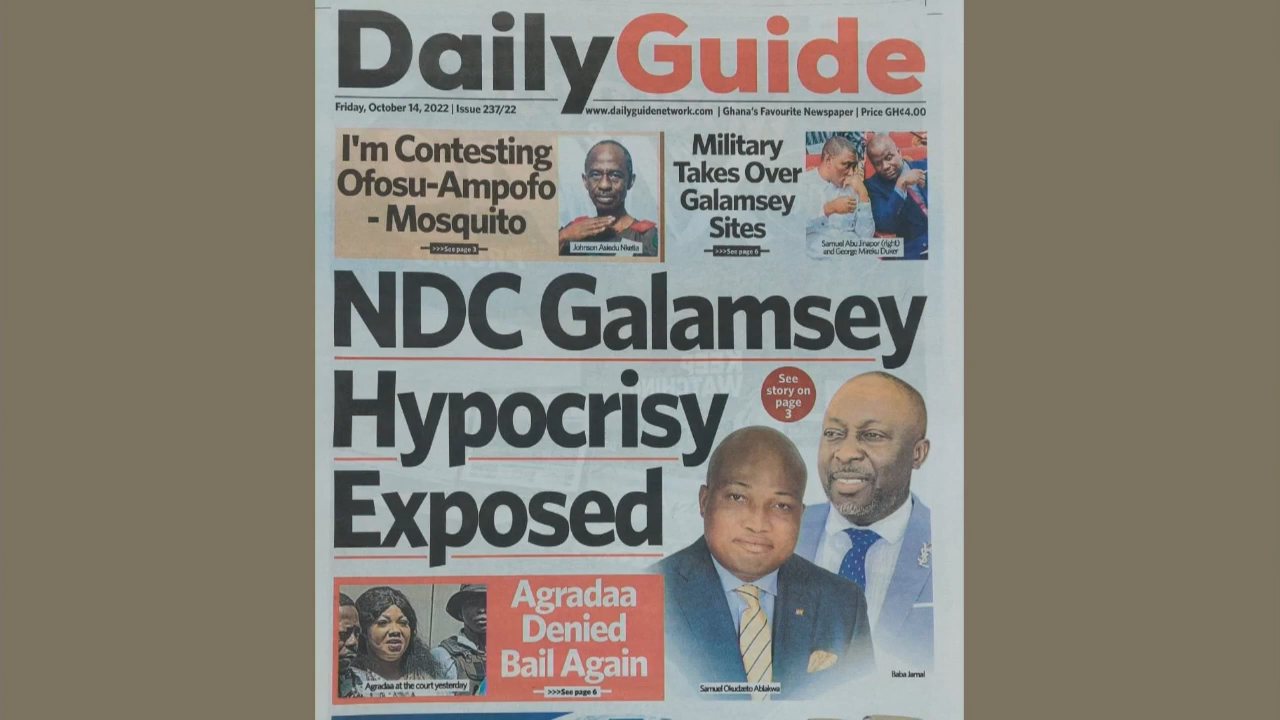 DailyGuide
Friday, October 14, 2022 | Issue 237/22
www.dailyguidenetwork.com | Ghana's Favourite Newspaper | Price GH¢4.00
I'm Contesting
Ofosu-Ampofo
- Mosquito
>>>See page 3
Johnson Asiedu Nketia
Military
Takes Over
Galamsey
Sites
>>>See page 6
Samuel Abu Jinapor (right)
and George Mireku Duker
NDC Galamsey
Hypocrisy
Exposed
See
story on
page
3
Agradaa at the court yesterday
Agradaa
Denied
Bail Again
>>>See page 6
Samuel Okudzeto Ablakwa
Baba Jamal